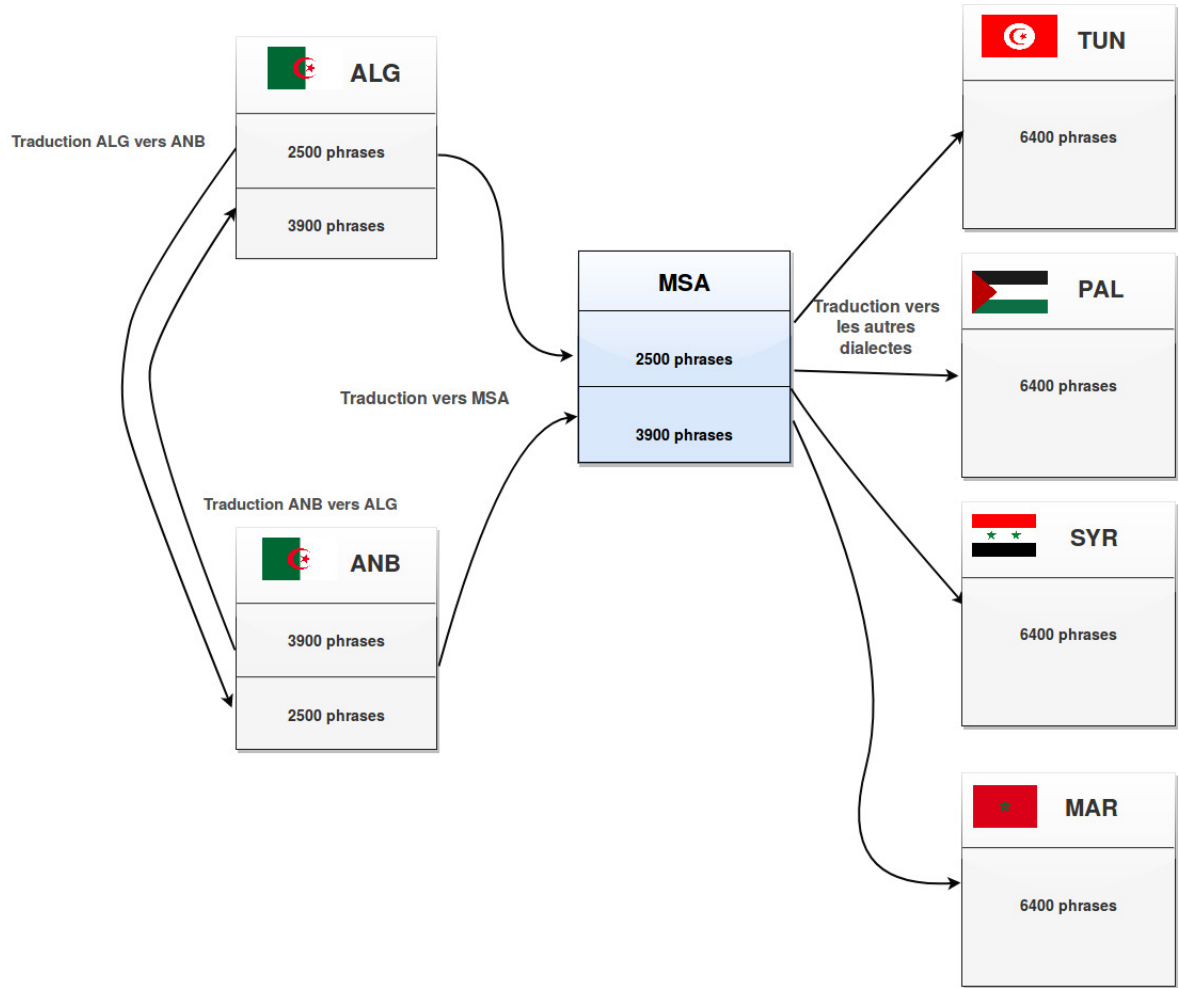 ALG
Traduction ALG vers ANB
2500 phrases
3900 phrases
Traduction ANB vers ALG
ANB
3900 phrases
2500 phrases
Traduction vers MSA
MSA
2500 phrases
3900 phrases
Traduction vers
les autres
dialectes
TUN
6400 phrases
PAL
6400 phrases
SYR
6400 phrases
MAR
6400 phrases